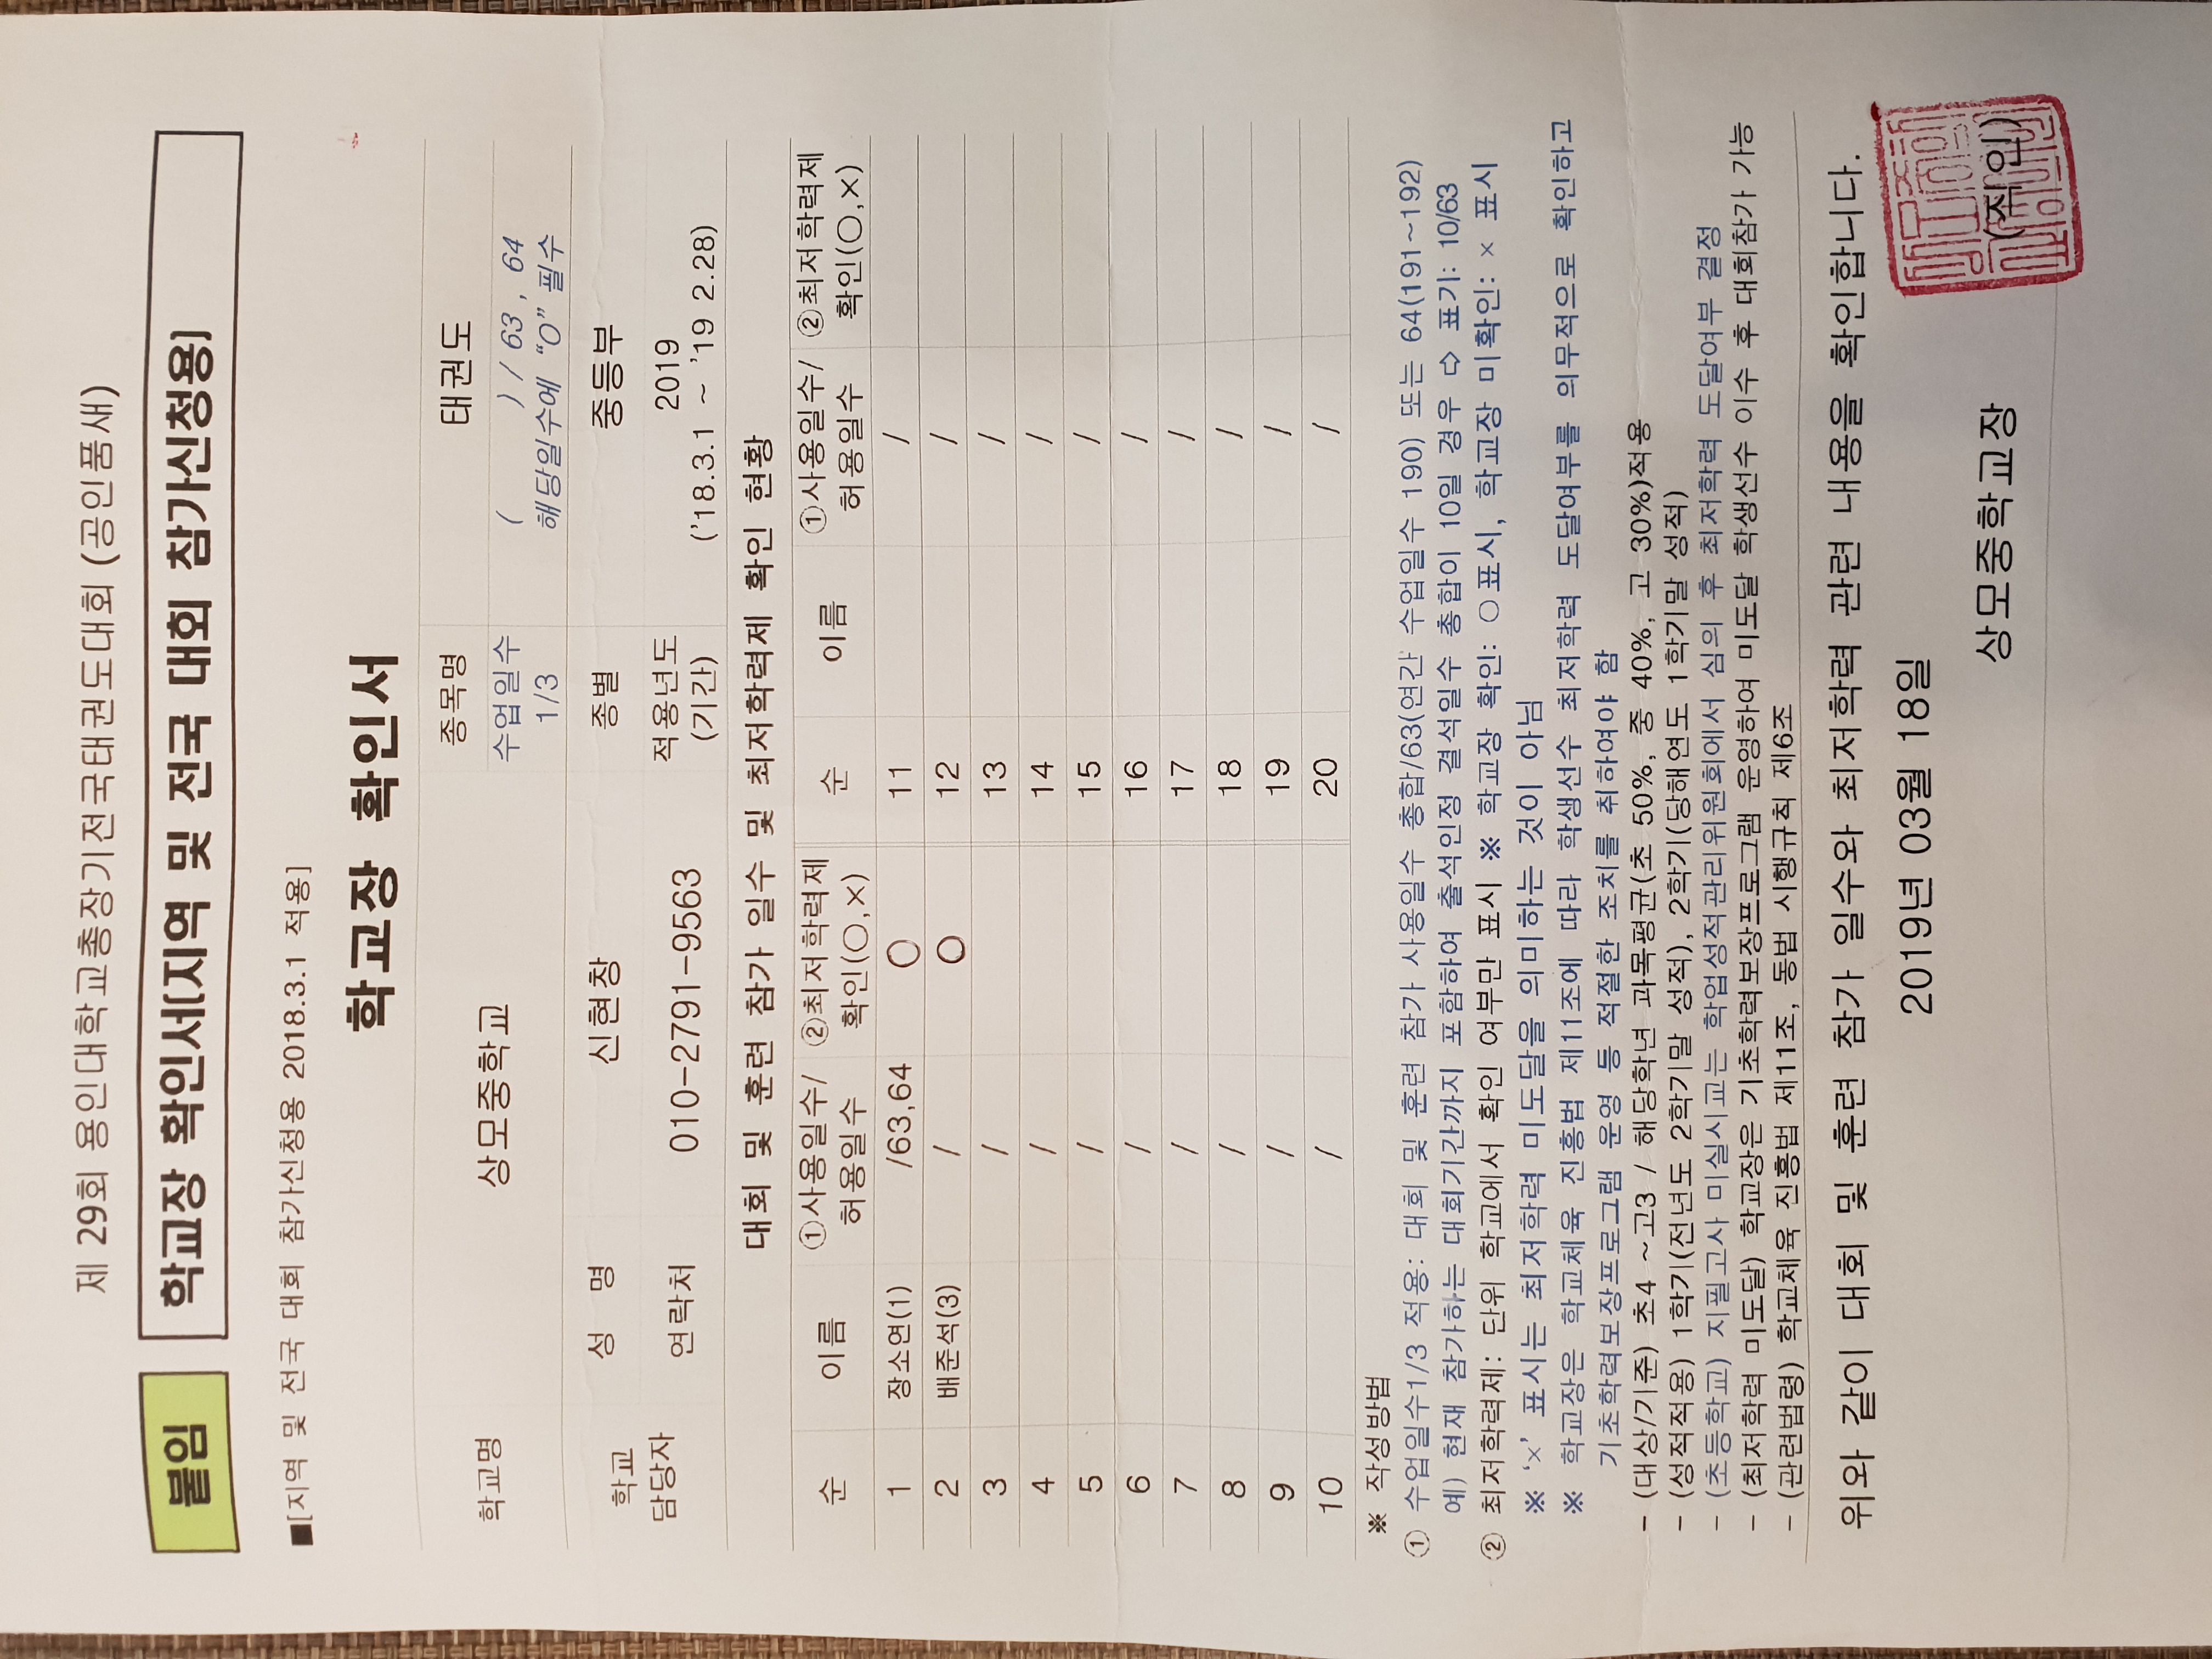 제 29회 용인대학교총장기전국태권도대회 (공인품새)
붙임 학교장 확인서(지역 및 전국 대회 참가신청용)
■[지역 및 전국 대회 참가신청용 2018.3.1 적용]
학교장 확인서
학교명 상모중학교 종목명 태권도
수업일수 1/3 ( ) / 63 , 64
해당일수에 “O” 필수
학교 담당자 성 명 신현창 종별 중등부
연락처 010-2791-9563 적용년도 (기간) 2019
('18.3.1 ~ '19 2.28)
대회 및 훈련 참가 일수 및 최저학력제 확인 현황
순 이름 ①사용일수/허용일수 ②최저학력제 확인(○,×) 순 이름 ①사용일수/허용일수 ②최저학력제 확인(○,×)
1 장소연(1) /63,64 ○ 11 /
2 배준석(3) / ○ 12 /
3 / 13 /
4 / 14 /
5 / 15 /
6 / 16 /
7 / 17 /
8 / 18 /
9 / 19 /
10 / 20 /
※ 작성방법
① 수업일수1/3 적용: 대회 및 훈련 참가 사용일수 총합/63(연간 수업일수 190) 또는 64(191~192)
예) 현재 참가하는 대회기간까지 포함하여 출석인정 결석일수 총합이 10일 경우 ⇨ 표기: 10/63
② 최저학력제: 단위 학교에서 확인 여부만 표시 ※ 학교장 확인: ○표시, 학교장 미확인: × 표시
※ ‘×’ 표시는 최저학력 미도달을 의미하는 것이 아님
※ 학교장은 학교체육 진흥법 제11조에 따라 학생선수 최저학력 도달여부를 의무적으로 확인하고
기초학력보장프로그램 운영 등 적절한 조치를 취하여야 함
- (대상/기준) 초4 ~고3 / 해당학년 과목평균(초 50%, 중 40%, 고 30%)적용
- (성적적용) 1학기(전년도 2학기말 성적), 2학기(당해연도 1학기말 성적)
- (초등학교) 지필고사 미실시교는 학업성적관리위원회에서 심의 후 최저학력 도달여부 결정
- (최저학력 미도달) 학교장은 기초학력보장프로그램 운영하여 미도달 학생선수 이수 후 대회참가 가능
- (관련법령) 학교체육 진흥법 제11조, 동법 시행규칙 제6조
위와 같이 대회 및 훈련 참가 일수와 최저학력 관련 내용을 확인합니다.
2019년 03월 18일
상모중학교장 (직인)